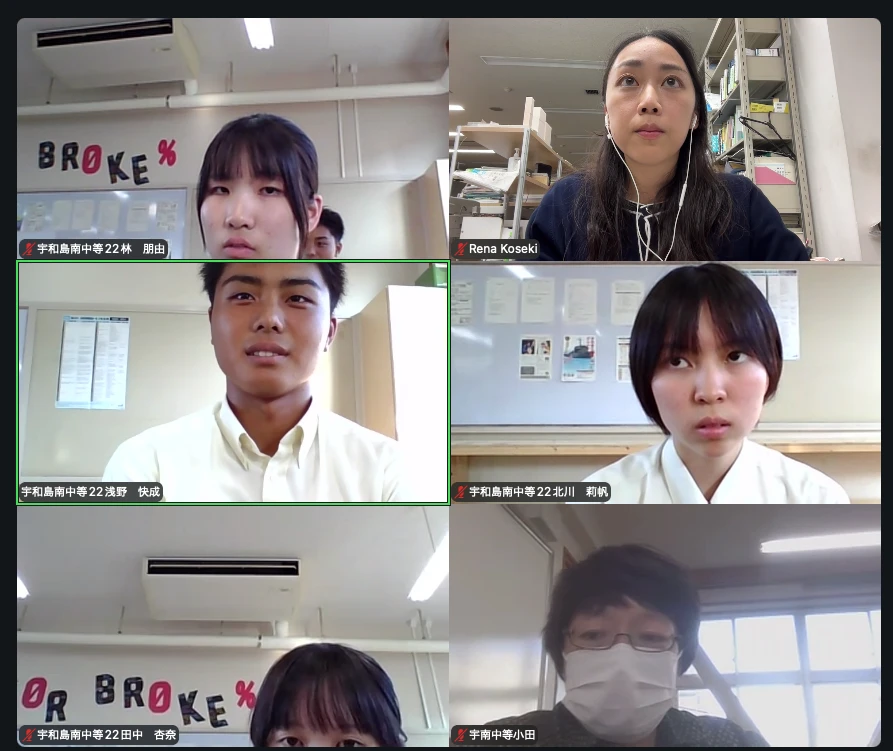 BRØKE%
宇和島南中等22林　朋由
Rena Koseki
宇和島南中等22浅野　快成
宇和島南中等22北川　莉帆
ØR BRØKE%
宇和島南中等22田中　杏奈
宇南中等小田